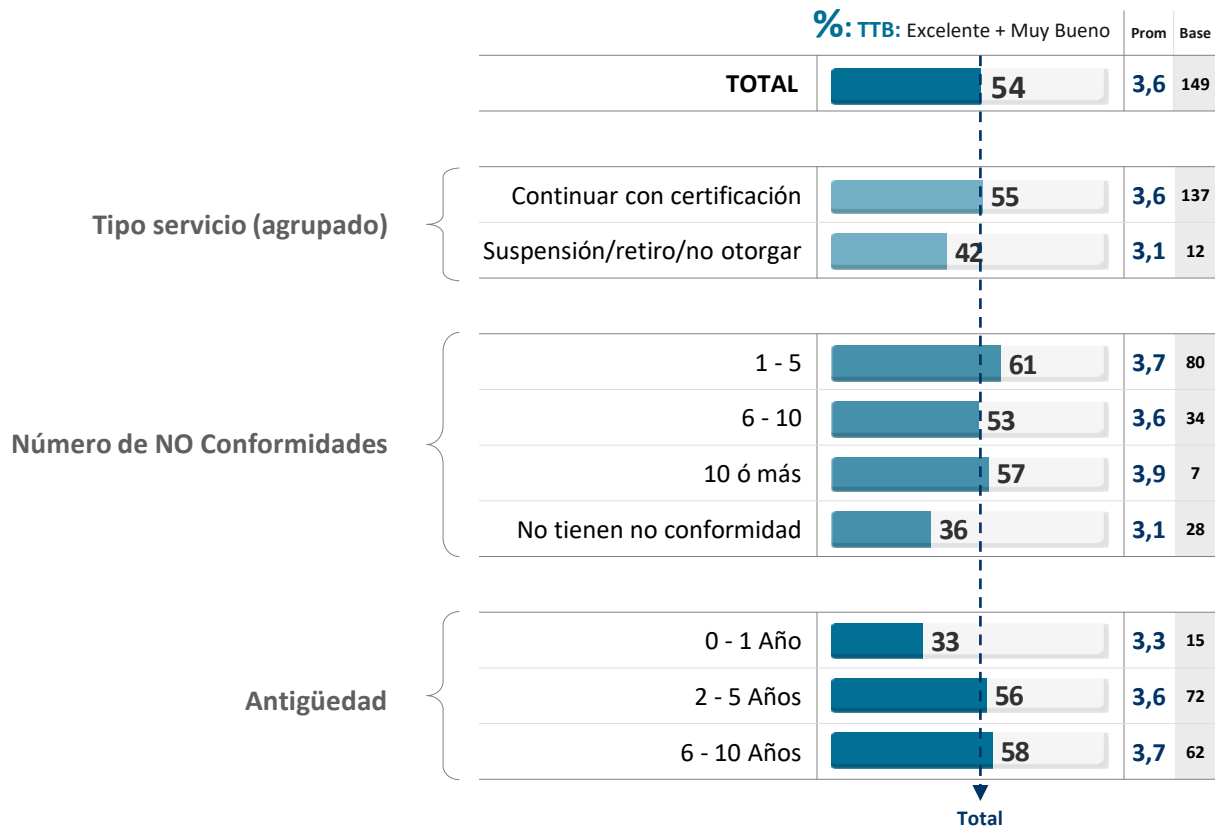 %: TTB: Excelente + Muy Bueno Prom Base
TOTAL 54 3,6 149
Tipo servicio (agrupado)
Continuar con certificación 55 3,6 137
Suspensión/retiro/no otorgar 42 3,1 12
Número de NO Conformidades
1 - 5 61 3,7 80
6 - 10 53 3,6 34
10 ó más 57 3,9 7
No tienen no conformidad 36 3,1 28
Antigüedad
0 - 1 Año 33 3,3 15
2 - 5 Años 56 3,6 72
6 - 10 Años 58 3,7 62
Total